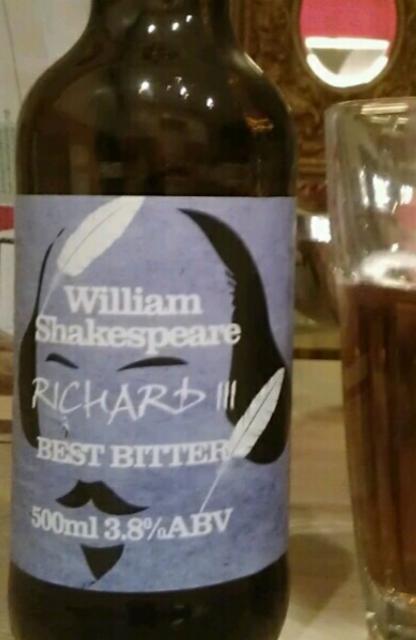 William
Shakespeare
RICHARD III
BEST BITTER
500ml 3.8%ABV